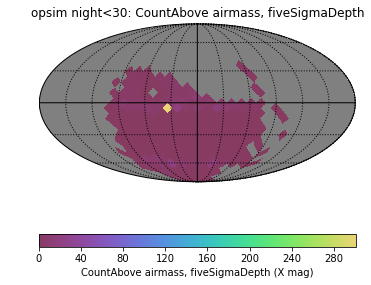 opsim night<30: CountAbove airmass, fiveSigmaDepth
0 40 80 120 160 200 240 280
CountAbove airmass, fiveSigmaDepth (X mag)